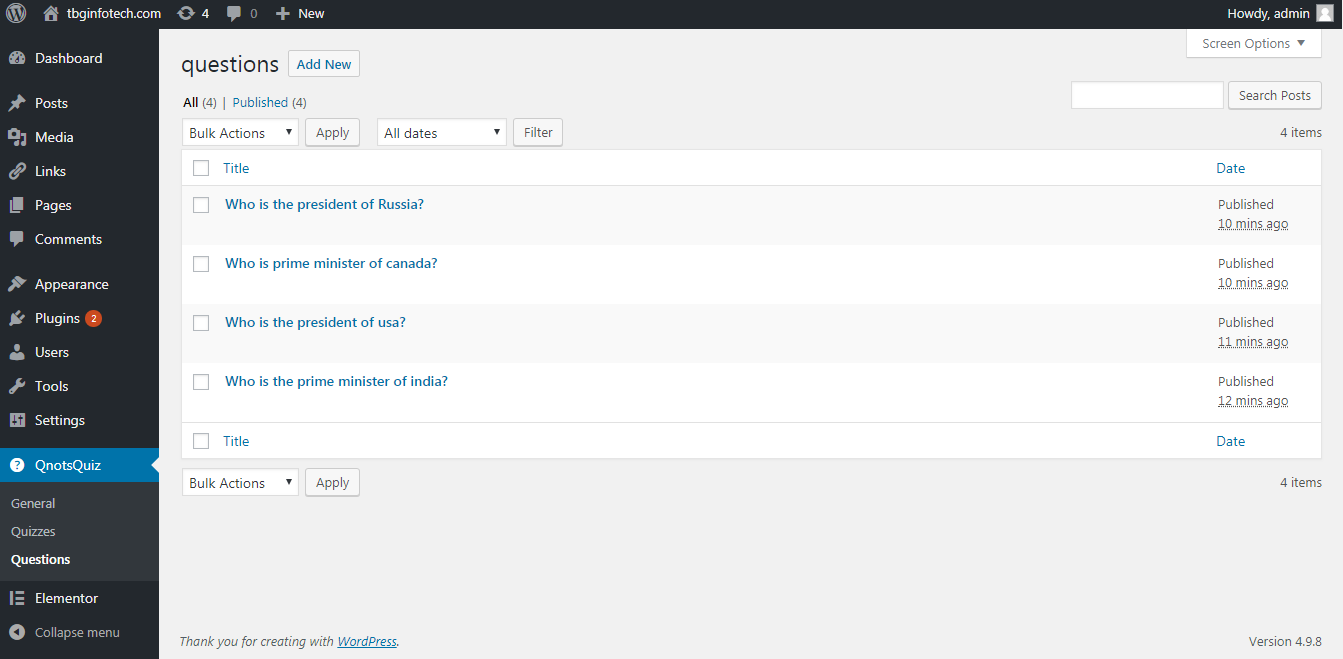 tbginfotech.com 4 0 New Howdy, admin
Screen Options
Dashboard
Posts
Media
Links
Pages
Comments
Appearance
Plugins 2
Users
Tools
Settings
QnotsQuiz
General
Quizzes
Questions
Elementor
Collapse menu
questions Add New
All (4) | Published (4)
Search Posts
Bulk Actions Apply All dates Filter 4 items
Title Date
Who is the president of Russia? Published
10 mins ago
Who is prime minister of canada? Published
10 mins ago
Who is the president of usa? Published
11 mins ago
Who is the prime minister of india? Published
12 mins ago
Title Date
Bulk Actions Apply 4 items
Thank you for creating with WordPress. Version 4.9.8